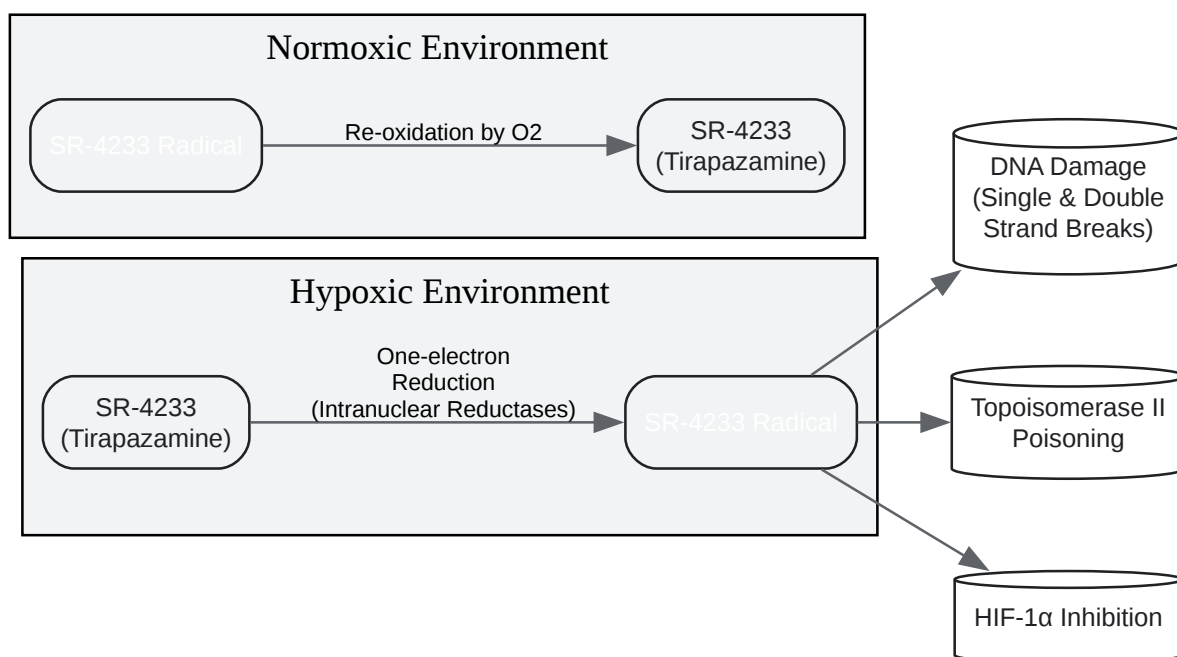 Normoxic Environment
SR-4233 Radical
Re-oxidation by O2
SR-4233
(Tirapazamine)
DNA Damage
(Single & Double
Strand Breaks)
Hypoxic Environment
SR-4233
(Tirapazamine)
One-electron
Reduction
(Intranuclear Reductases)
SR-4233 Radical
Topoisomerase II
Poisoning
HIF-1α Inhibition